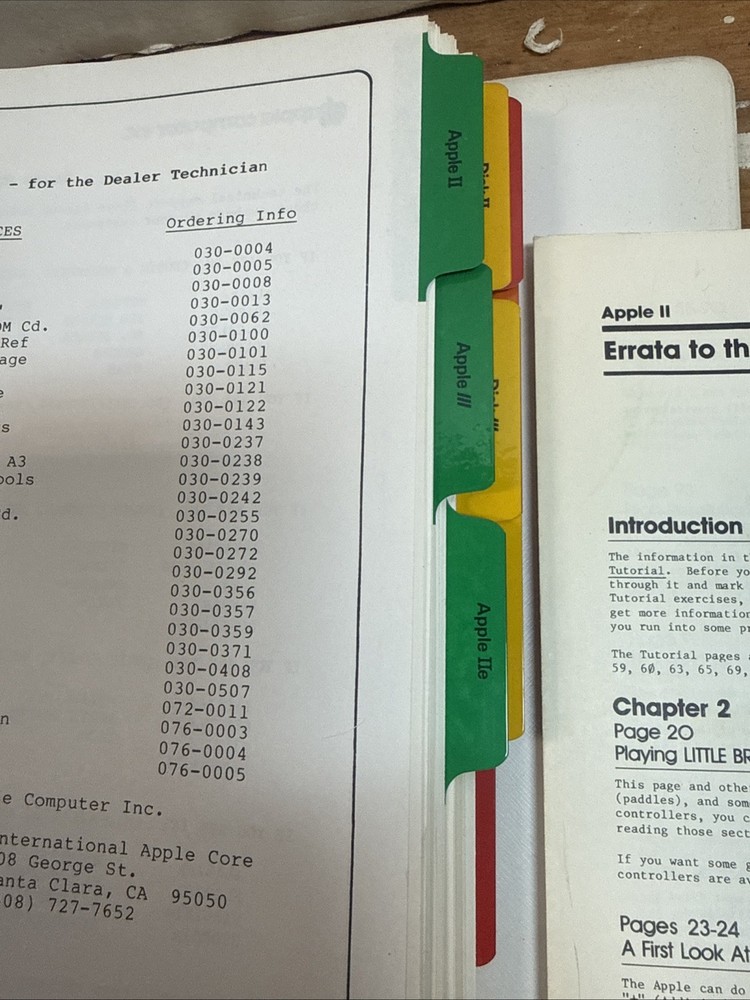 - for the Dealer Technician
Ordering Info
030-0004
030-0005
030-0008
030-0013
OM Cd. 030-0062
Ref 030-0100
age 030-0101
030-0115
e 030-0121
030-0122
s 030-0143
030-0237
A3 030-0238
ools 030-0239
030-0242
d. 030-0255
030-0270
030-0272
030-0292
030-0356
030-0357
030-0359
030-0371
030-0408
030-0507
072-0011
n 076-0003
076-0004
076-0005
e Computer Inc.
nternational Apple Core
08 George St.
anta Clara, CA 95050
08) 727-7652
Apple II
Apple ///
Apple IIe
Apple II
Errata to th
Introduction
The information in t
Tutorial. Before yo
through it and mark
Tutorial exercises,
get more information
you run into some pr
The Tutorial pages a
59, 60, 63, 65, 69,
Chapter 2
Page 20
Playing LITTLE BR
This page and othe
(paddles), and som
controllers, you c
reading those sect
If you want some g
controllers are av
Pages 23-24
A First Look At
The Apple can do